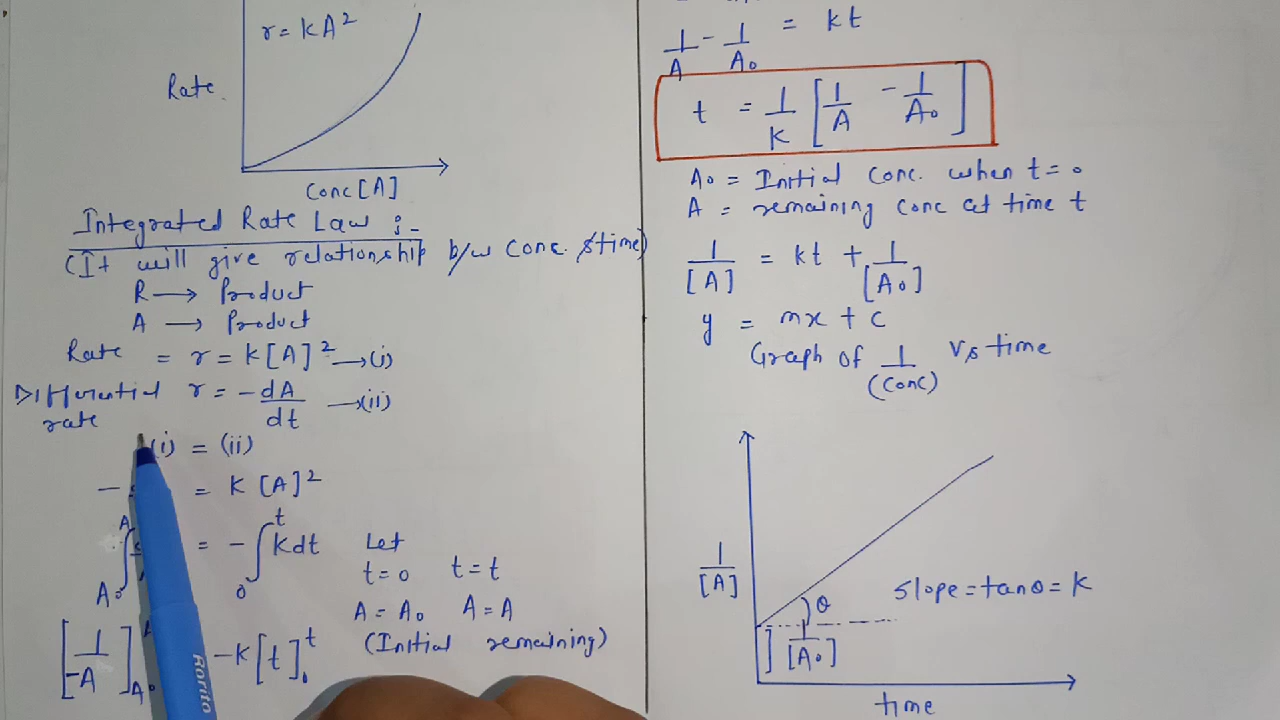 r = kA²
Rate
Conc[A]
Integrated Rate Law :-
(It will give relationship b/w conc. & time)
R → Product
A → Product
Rate = r = k[A]² →(i)
Differential rate r = -dA/dt →(ii)
(i) = (ii)
- = k [A]²
A
∫ = -∫ kdt Let
A₀ 0 t t=0 t=t
A = A₀ A = A
[1/-A] A₀ -k[t]₀ᵗ (Initial remaining)
Rorito
1/A - 1/A₀ = kt
t = 1/k [1/A - 1/A₀]
A₀ = Initial conc. when t=0
A = remaining conc at time t
1/[A] = kt + 1/[A₀]
y = mx + c
Graph of 1/(conc) Vs time
1/[A]
θ
slope = tanθ = k
] 1/[A₀]
time